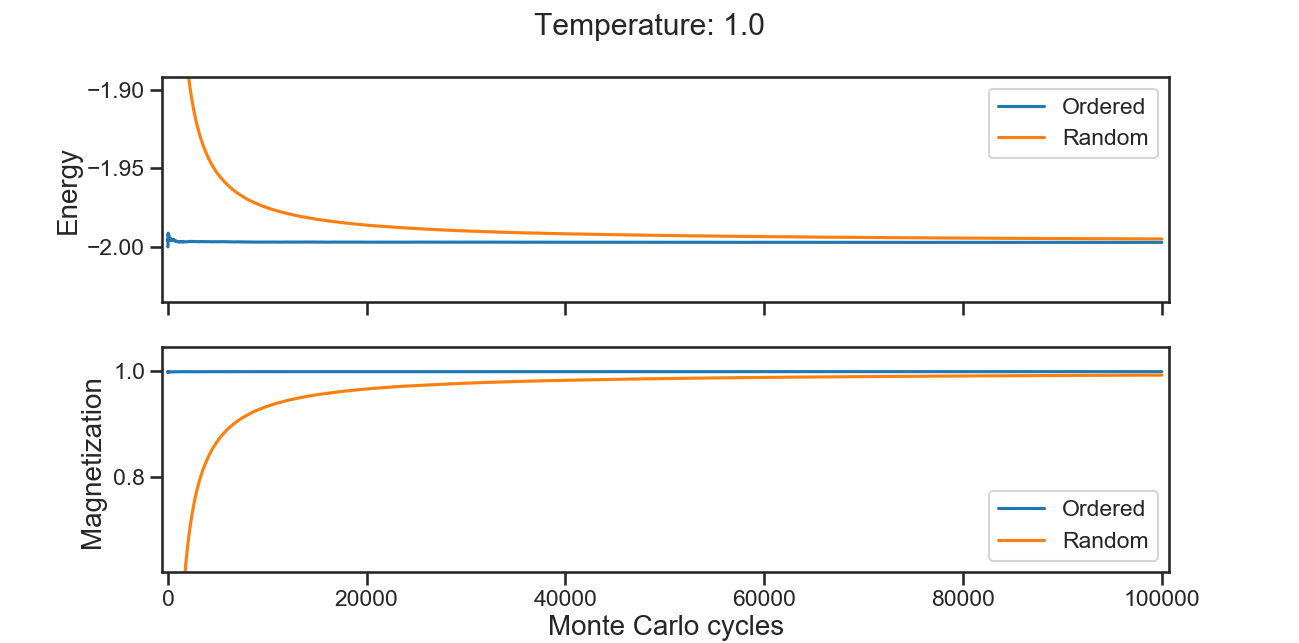 Temperature: 1.0
Energy
−1.90
−1.95
−2.00
Ordered
Random
Magnetization
1.0
0.8
Ordered
Random
0 20000 40000 60000 80000 100000
Monte Carlo cycles